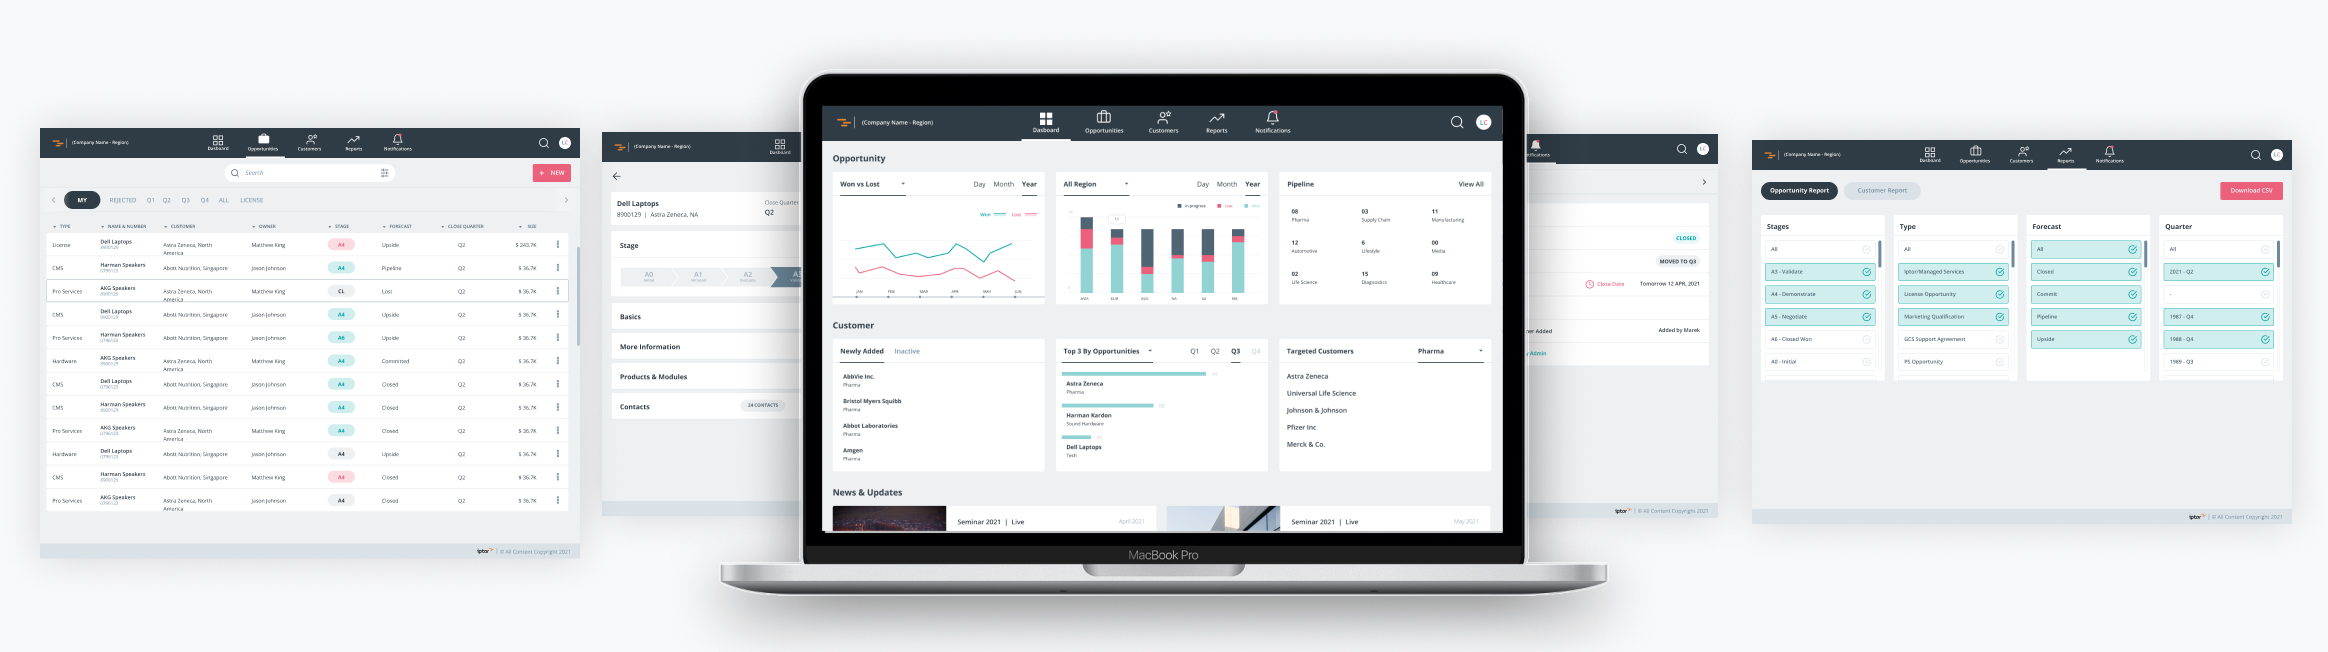 (Company Name - Region)
Dasboard
Opportunities
Customers
Reports
Notifications
LC
Search
+ NEW
MY
REJECTED
Q1
Q2
Q3
Q4
ALL
LICENSE
TYPE NAME & NUMBER CUSTOMER OWNER STAGE FORECAST CLOSE QUARTER SIZE
License Dell Laptops Astra Zeneca, North America Matthew King A4 Upside Q2 $ 243.7K
CMS Harman Speakers Abott Nutrition, Singapore Jason Johnson A4 Pipeline Q2 $ 36.7K
Pro Services AKG Speakers Astra Zeneca, North America Matthew King CL Lost Q2 $ 36.7K
CMS Dell Laptops Abott Nutrition, Singapore Jason Johnson A4 Upside Q2 $ 36.7K
Pro Services Harman Speakers Abott Nutrition, Singapore Jason Johnson A6 Upside Q2 $ 36.7K
Hardware AKG Speakers Astra Zeneca, North America Matthew King A4 Committed Q2 $ 36.7K
CMS Dell Laptops Abott Nutrition, Singapore Jason Johnson A4 Closed Q2 $ 36.7K
CMS Harman Speakers Abott Nutrition, Singapore Jason Johnson A4 Closed Q2 $ 36.7K
Pro Services AKG Speakers Astra Zeneca, North America Matthew King A4 Closed Q2 $ 36.7K
Hardware Dell Laptops Abott Nutrition, Singapore Jason Johnson A4 Upside Q2 $ 36.7K
CMS Harman Speakers Abott Nutrition, Singapore Matthew King A4 Closed Q2 $ 36.7K
Pro Services AKG Speakers Astra Zeneca, North America Jason Johnson A4 Closed Q2 $ 36.7K
iptor | © All Content Copyright 2021
(Company Name - Region)
Dasboard
Dell Laptops
8900129 | Astra Zeneca, NA
Close Quarter
Q2
Stage
A0
A1
A2
Basics
More Information
Products & Modules
Contacts
24 CONTACTS
(Company Name - Region)
Dasboard
Opportunities
Customers
Reports
Notifications
LC
Opportunity
Won vs Lost
Day Month Year
Won
Lost
JAN FEB MAR APR MAY JUN
All Region
Day Month Year
In progress
Lost
Won
Pipeline
View All
08 03 11
Pharma Supply Chain Manufacturing
12 6 00
Automotive Lifestyle Media
02 15 09
Life Science Diagnostics Healthcare
Customer
Newly Added Inactive
AbbVie Inc.
Pharma
Bristol Myers Squibb
Pharma
Abbot Laboratories
Pharma
Amgen
Pharma
Top 3 By Opportunities
Q1 Q2 Q3 Q4
Astra Zeneca
Pharma
Harman Kardon
Sound Hardware
Dell Laptops
Tech
Targeted Customers
Pharma
Astra Zeneca
Universal Life Science
Johnson & Johnson
Pfizer Inc
Merck & Co.
News & Updates
Seminar 2021 | Live
April 2021
Seminar 2021 | Live
May 2021
MacBook Pro
LC
CLOSED
MOVED TO Q3
Close Date
Tomorrow 12 APR, 2021
Added
Added by Marek
Admin
iptor | © All Content Copyright 2021
(Company Name - Region)
Dasboard
Opportunities
Customers
Reports
Notifications
LC
Opportunity Report
Customer Report
Download CSV
Stages
All
A3 - Validate
A4 - Demonstrate
A5 - Negotiate
A6 - Closed Won
A0 - Initial
Type
All
Iptor/Managed Services
License Opportunity
Marketing Qualification
GCS Support Agreement
PS Opportunity
Forecast
All
Closed
Commit
Pipeline
Upside
Quarter
All
2021 - Q2
-
1987 - Q4
1988 - Q4
1989 - Q3
iptor | © All Content Copyright 2021